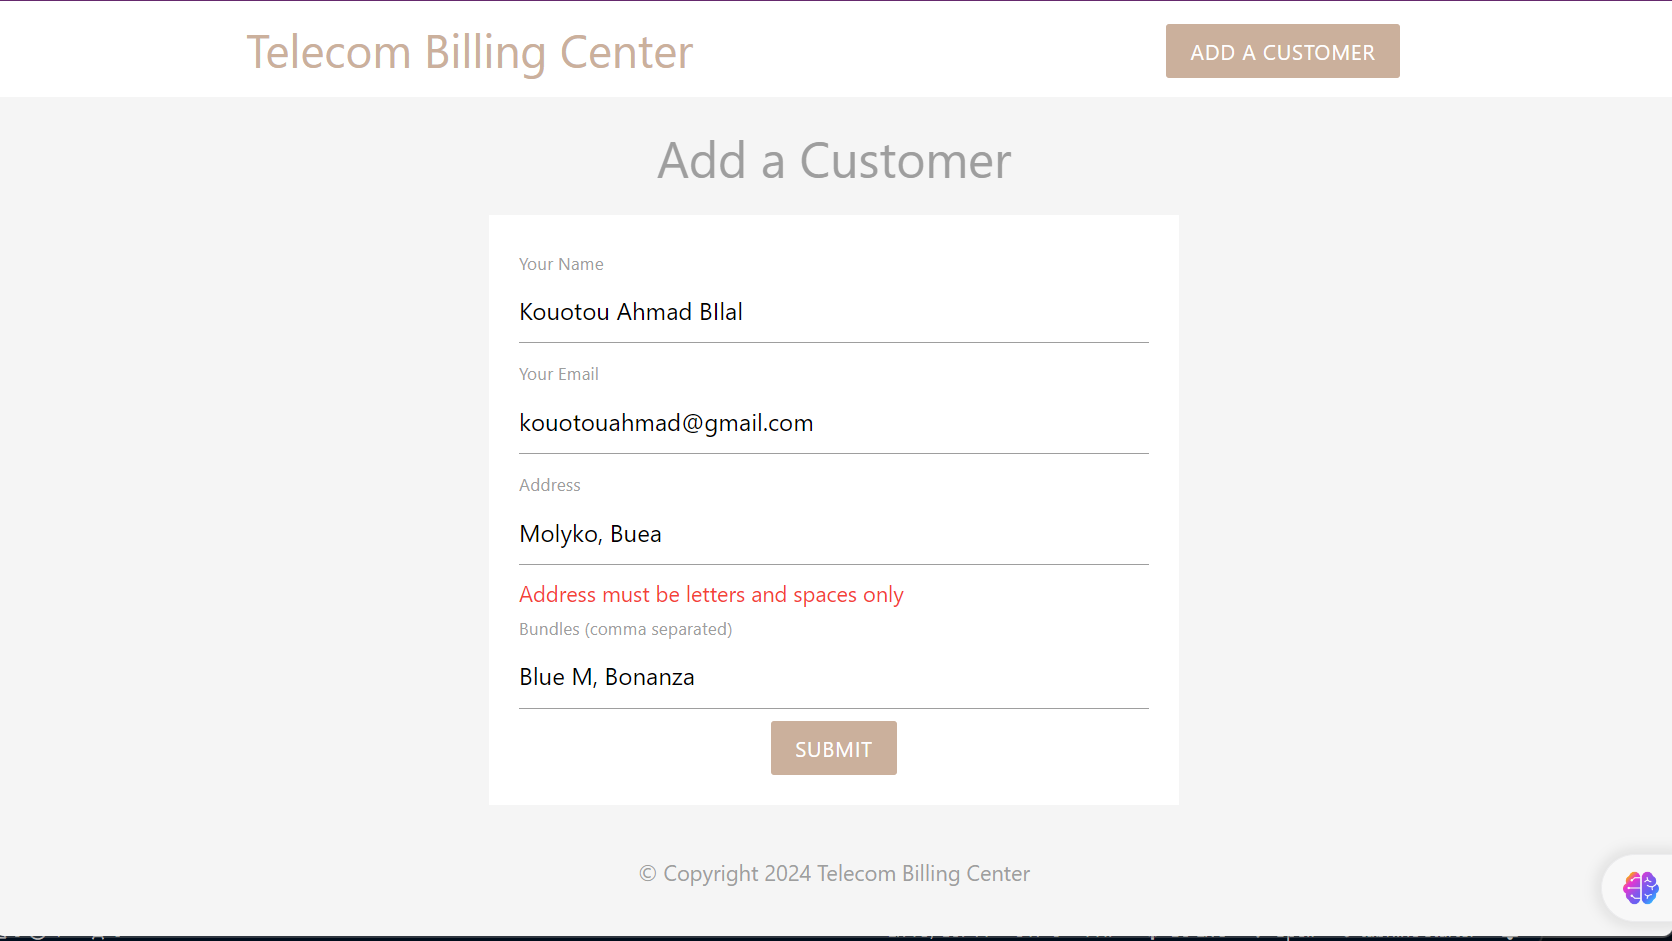 Telecom Billing Center
ADD A CUSTOMER
Add a Customer
Your Name
Kouotou Ahmad BIlal
Your Email
kouotouahmad@gmail.com
Address
Molyko, Buea
Address must be letters and spaces only
Bundles (comma separated)
Blue M, Bonanza
SUBMIT
© Copyright 2024 Telecom Billing Center